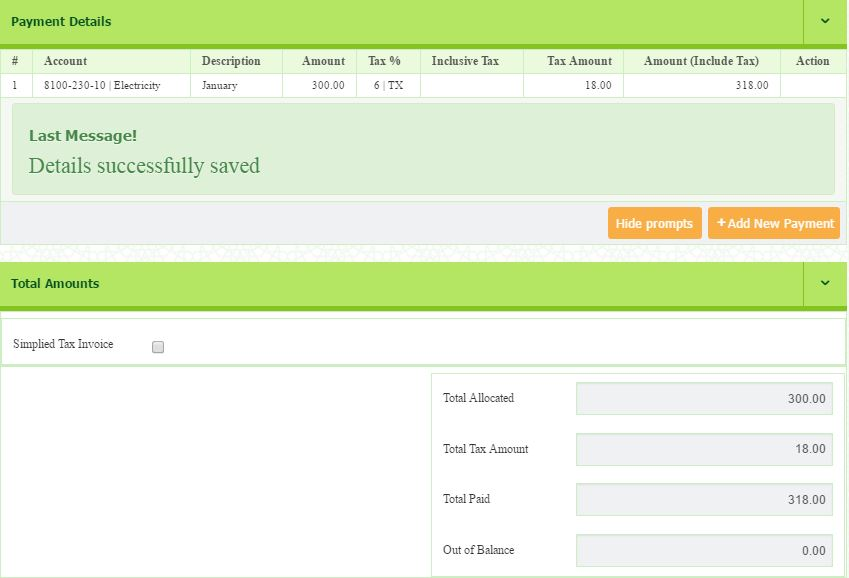 Payment Details
# Account Description Amount Tax % Inclusive Tax Tax Amount Amount (Include Tax) Action
1 8100-230-10 | Electricity January 300.00 6 | TX 18.00 318.00
Last Message!
Details successfully saved
Hide prompts +Add New Payment
Total Amounts
Simplied Tax Invoice
Total Allocated 300.00
Total Tax Amount 18.00
Total Paid 318.00
Out of Balance 0.00